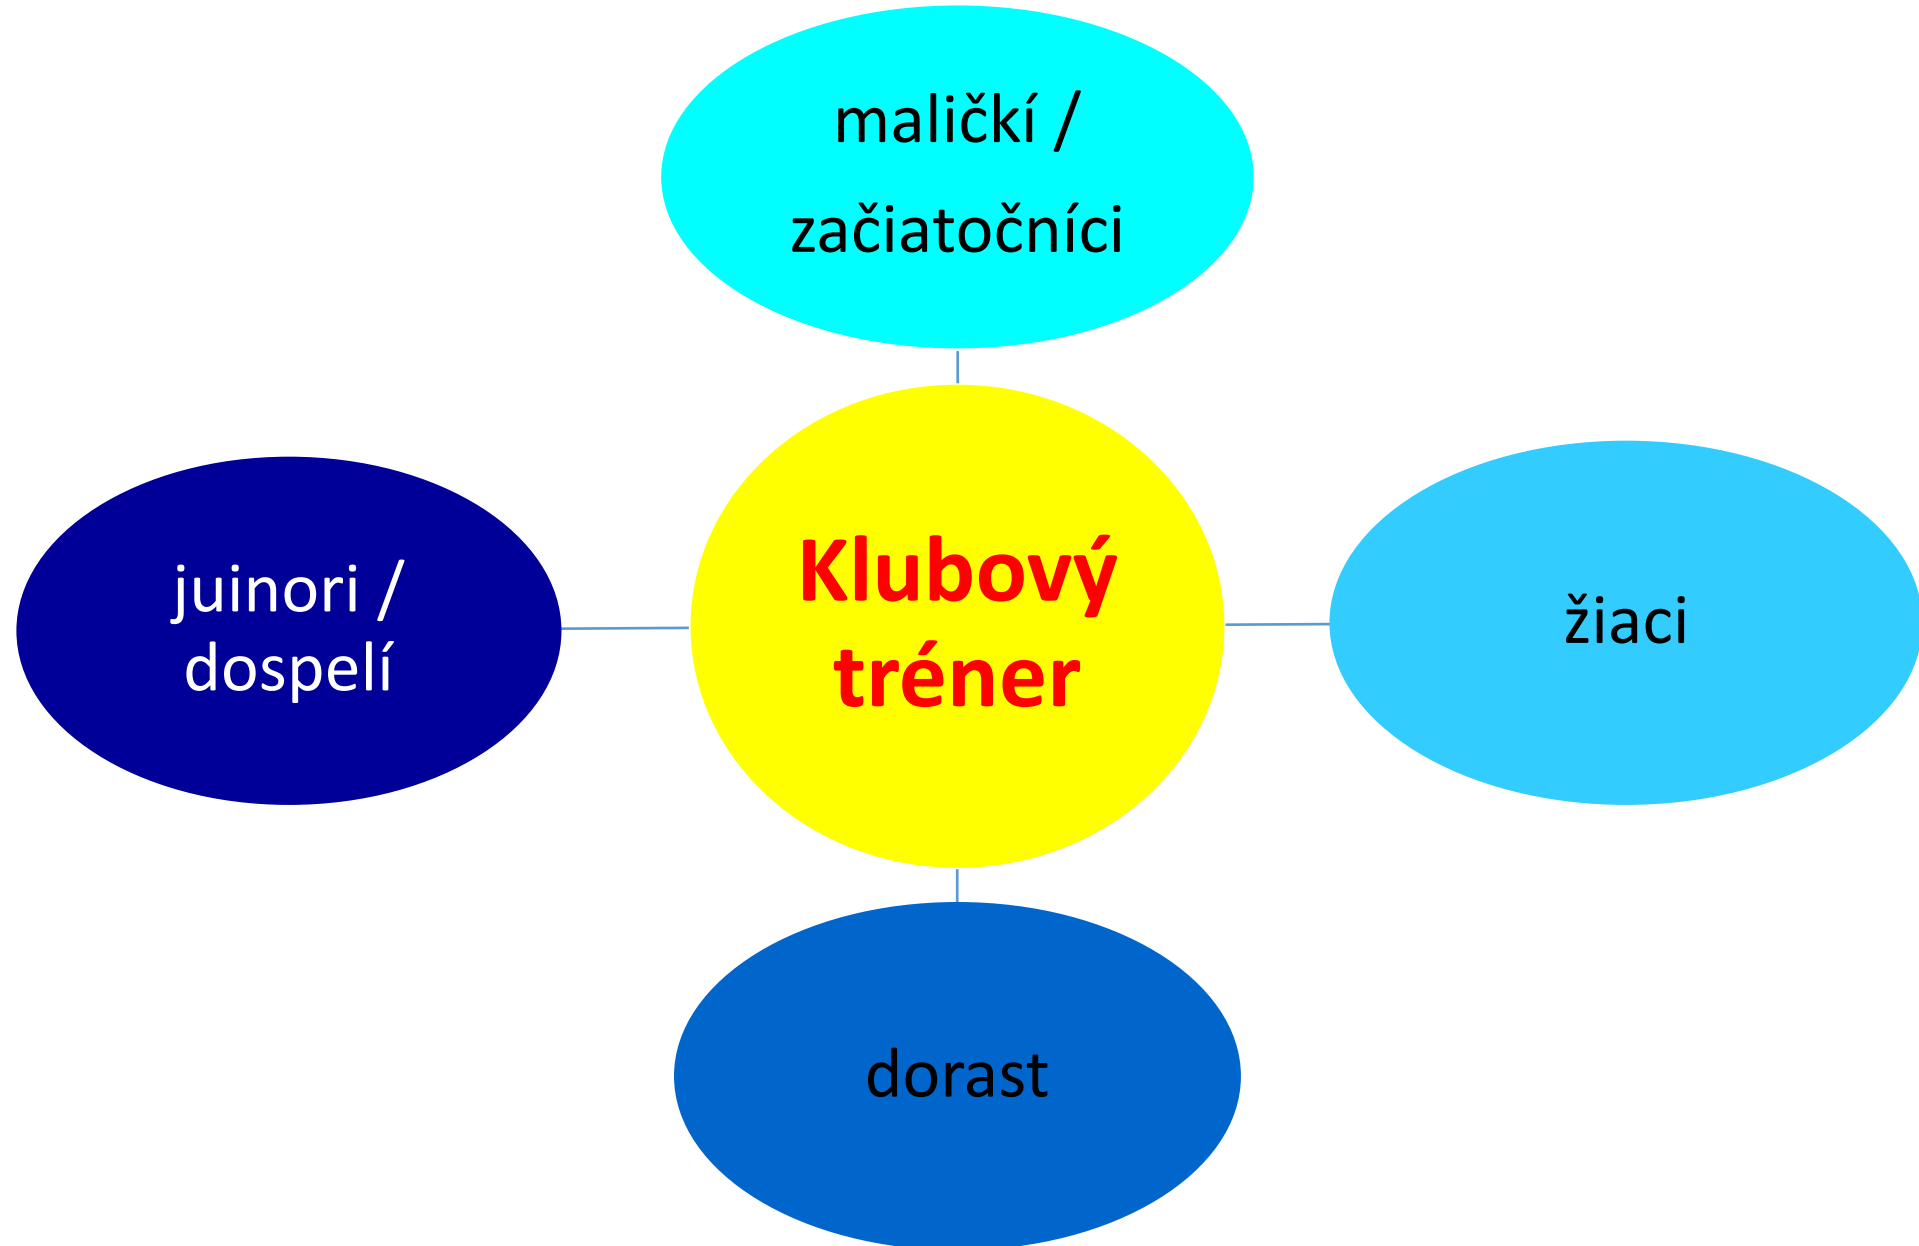 maličkí /
začiatočníci
juinori /
dospelí
Klubový
tréner
žiaci
dorast